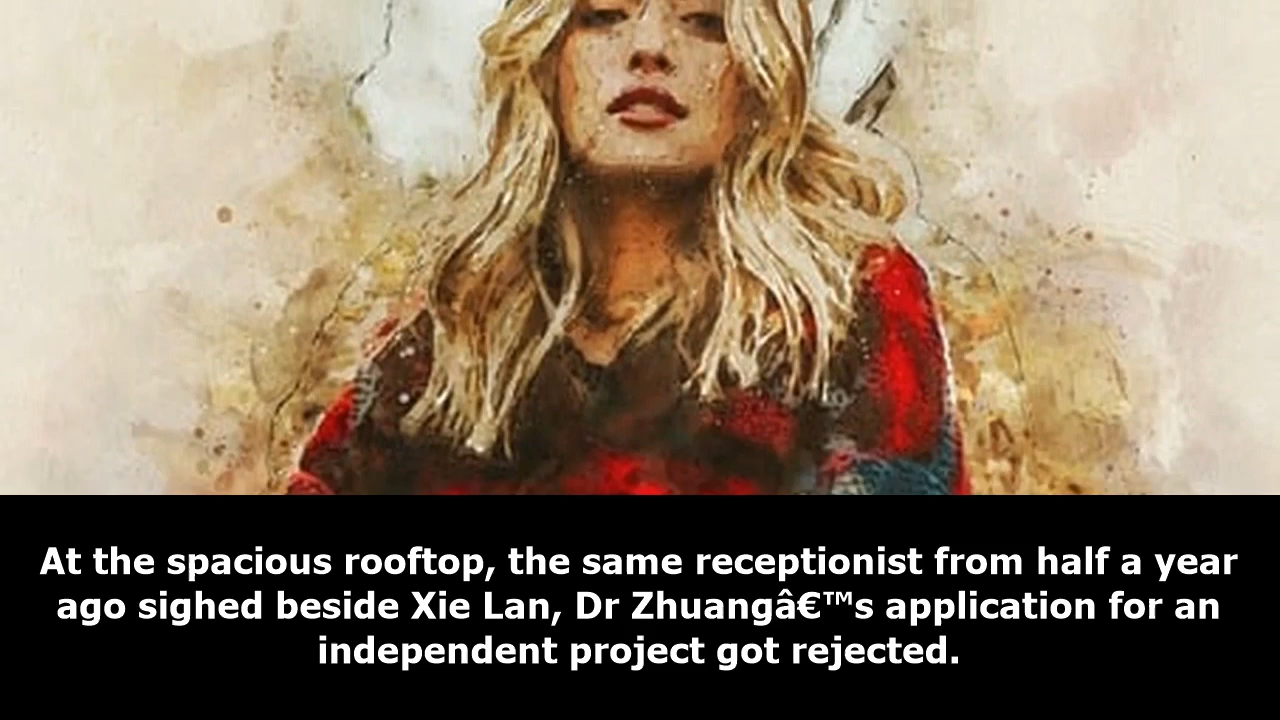 At the spacious rooftop, the same receptionist from half a year
ago sighed beside Xie Lan, Dr Zhuangâ€™s application for an
independent project got rejected.